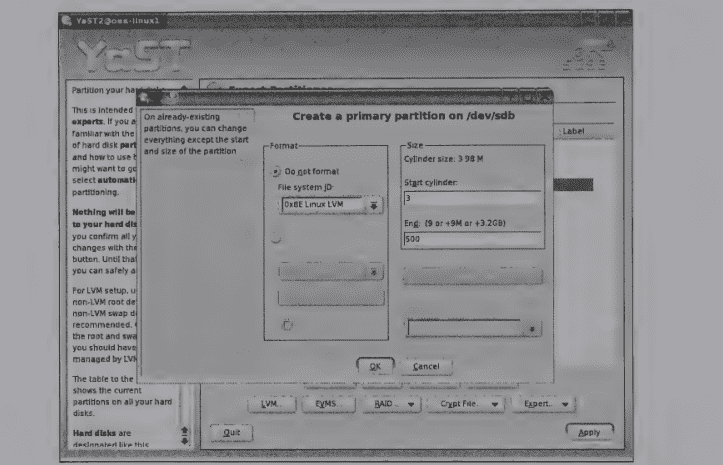 YaST2@oss-linux1
YaST
Partition your har
This is intended
experts. If you a
familiar with the
of hard disk part
and how to use t
might want to go
select automati
partitioning.
Nothing will be
to your hard dis
you confirm all y
changes with the
button. Until that
you can safely a
For LVM setup, u
non-LVM root de
non-LVM swap d
recommended.
the root and swa
you should have
managed by LVM
The table to the
shows the current
partitions on all your hard
disks.
Hard disks are
designated like this
On already-existing
partitions, you can change
everything except the start
and size of the partition
Create a primary partition on /dev/sdb
Format
Do not format
File system ID:
0x8E Linux LVM
Size
Cylinder size: 3.98 M
Start cylinder:
3
Eng: (9 or +9M or +3.2GB)
500
OK
Cancel
Label
LVM...
EVMS
RAID...
Crypt File...
Expert..
Quit
Apply